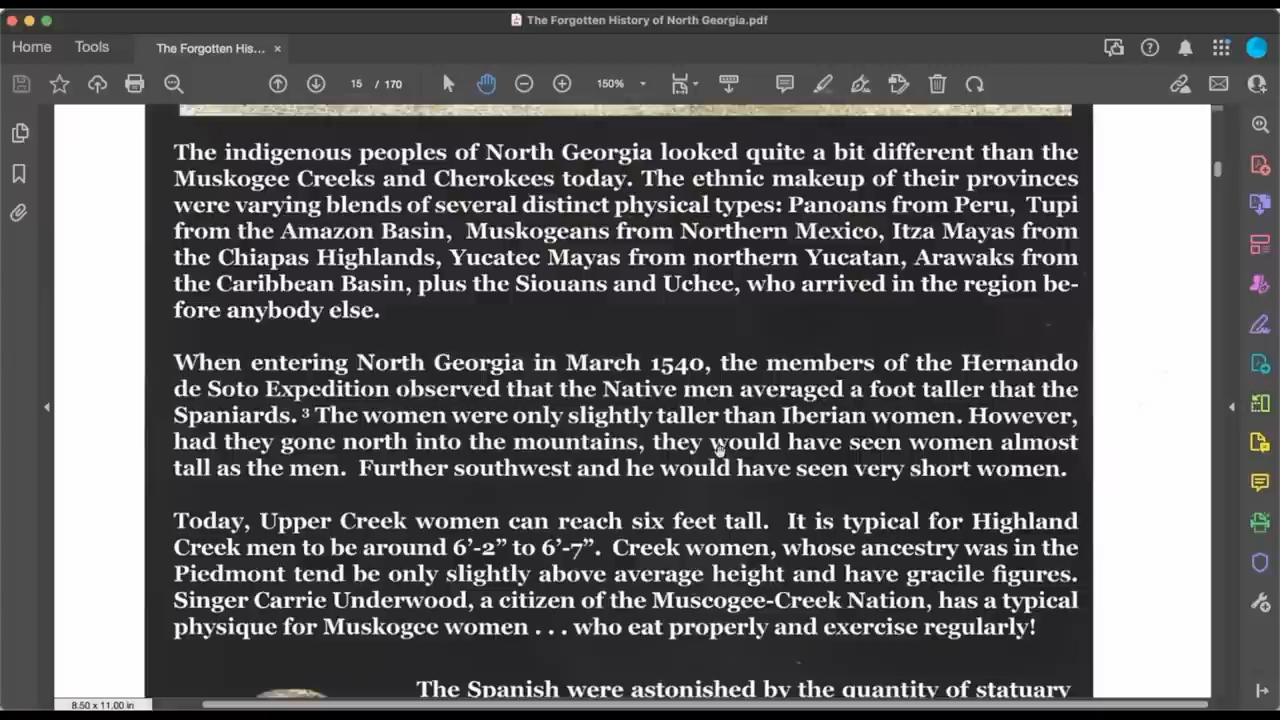 The Forgotten History of North Georgia.pdf
Home Tools The Forgotten His... ×
15 / 170 150%
The indigenous peoples of North Georgia looked quite a bit different than the
Muskogee Creeks and Cherokees today. The ethnic makeup of their provinces
were varying blends of several distinct physical types: Panoans from Peru, Tupi
from the Amazon Basin, Muskogeans from Northern Mexico, Itza Mayas from
the Chiapas Highlands, Yucatec Mayas from northern Yucatan, Arawaks from
the Caribbean Basin, plus the Siouans and Uchee, who arrived in the region be-
fore anybody else.
When entering North Georgia in March 1540, the members of the Hernando
de Soto Expedition observed that the Native men averaged a foot taller that the
Spaniards. ³ The women were only slightly taller than Iberian women. However,
had they gone north into the mountains, they would have seen women almost
tall as the men. Further southwest and he would have seen very short women.
Today, Upper Creek women can reach six feet tall. It is typical for Highland
Creek men to be around 6’-2” to 6’-7”. Creek women, whose ancestry was in the
Piedmont tend be only slightly above average height and have gracile figures.
Singer Carrie Underwood, a citizen of the Muscogee-Creek Nation, has a typical
physique for Muskogee women . . . who eat properly and exercise regularly!
The Spanish were astonished by the quantity of statuary
8.50 x 11.00 in